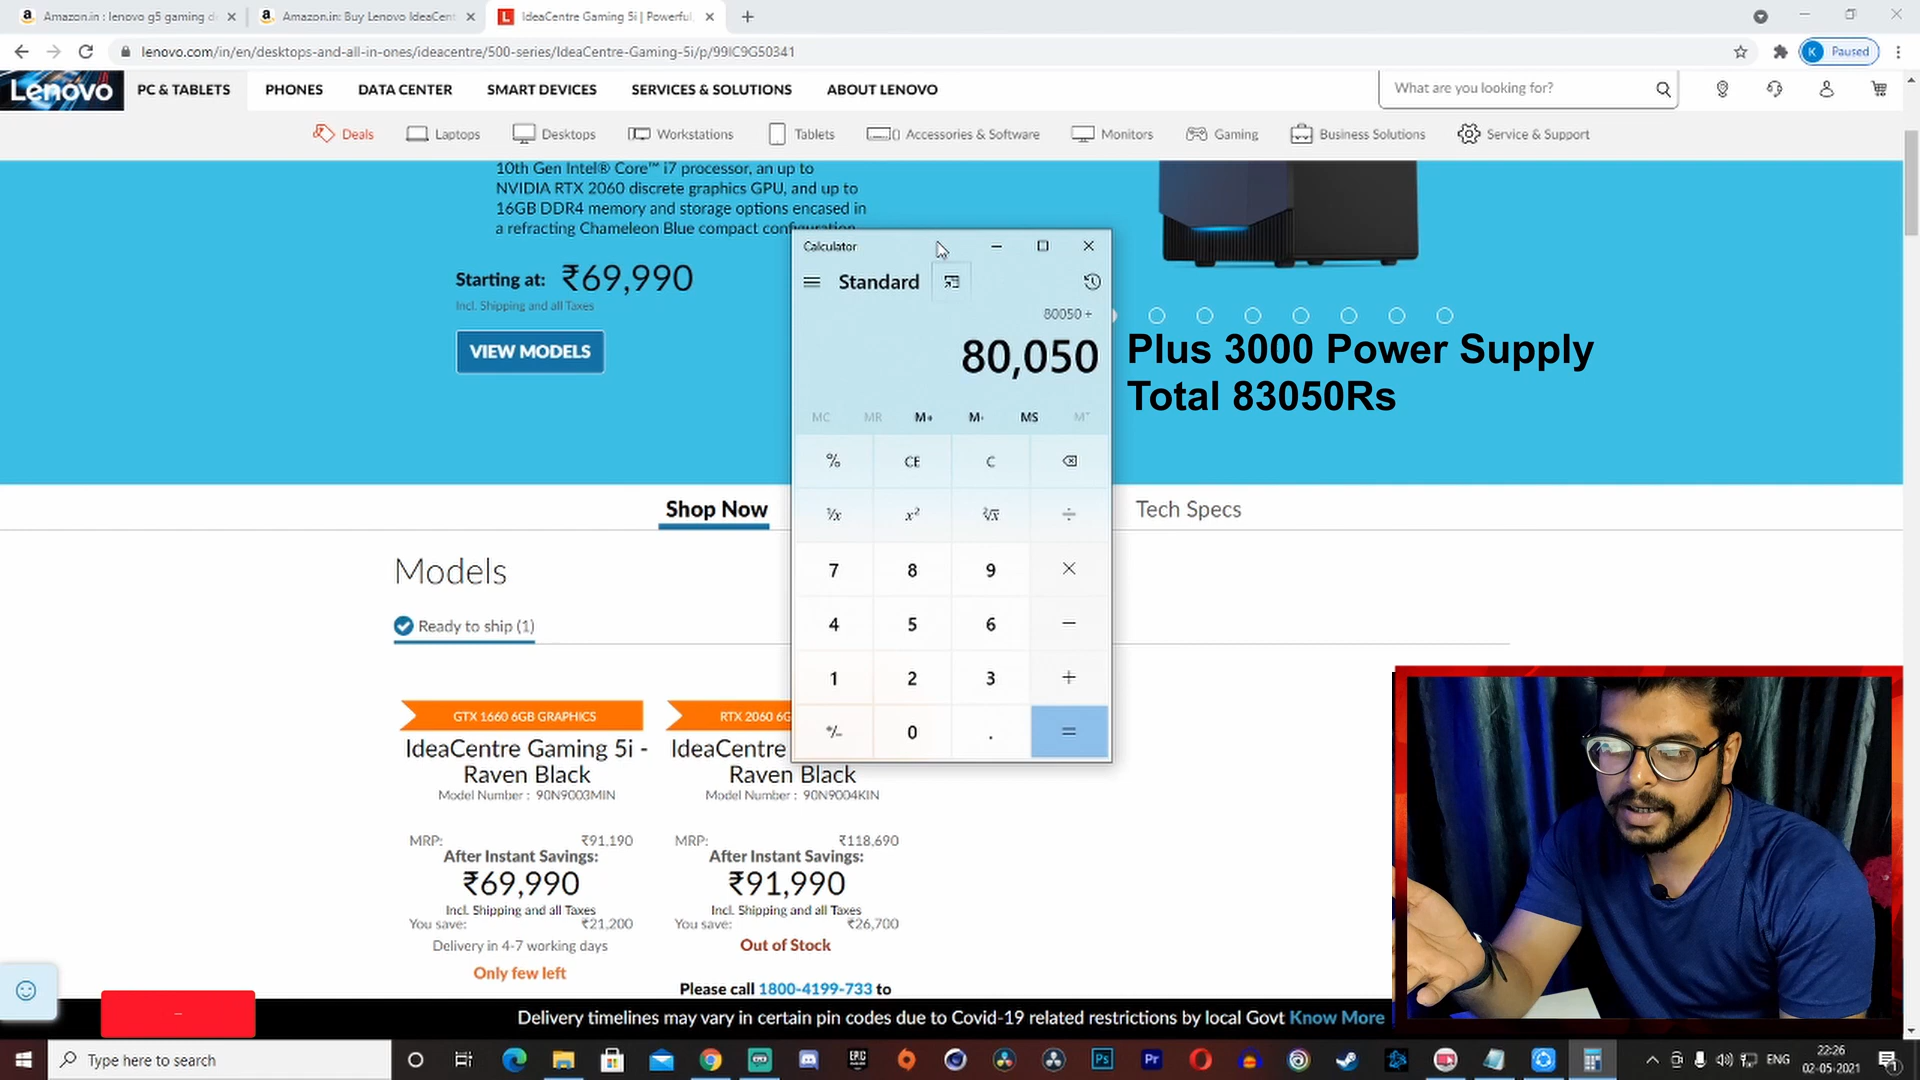 Amazon.in : lenovo g5 gaming d
Amazon.in: Buy Lenovo IdeaCent
IdeaCentre Gaming 5i | Powerful,
lenovo.com/in/en/desktops-and-all-in-ones/ideacentre/500-series/IdeaCentre-Gaming-5i/p/99IC9G50341
K Paused
Lenovo PC & TABLETS PHONES DATA CENTER SMART DEVICES SERVICES & SOLUTIONS ABOUT LENOVO What are you looking for?
Deals Laptops Desktops Workstations Tablets Accessories & Software Monitors Gaming Business Solutions Service & Support
10th Gen Intel® Core™ i7 processor, an up to
NVIDIA RTX 2060 discrete graphics GPU, and up to
16GB DDR4 memory and storage options encased in
a refracting Chameleon Blue compact configuration.
Starting at: ₹69,990
Incl. Shipping and all Taxes
VIEW MODELS
Calculator
Standard
80050 +
80,050
MC MR M+ M- MS M˅
% CE C
¹/x x² ²√x ÷
7 8 9 ×
4 5 6 −
1 2 3 +
+/- 0 . =
Plus 3000 Power Supply
Total 83050Rs
Shop Now Tech Specs
Models
Ready to ship (1)
GTX 1660 6GB GRAPHICS
IdeaCentre Gaming 5i -
Raven Black
Model Number : 90N9003MIN
MRP: ₹91,190
After Instant Savings:
₹69,990
Incl. Shipping and all Taxes
You save: ₹21,200
Delivery in 4-7 working days
Only few left
RTX 2060 6G
IdeaCentre
Raven Black
Model Number : 90N9004KIN
MRP: ₹118,690
After Instant Savings:
₹91,990
Incl. Shipping and all Taxes
You save: ₹26,700
Out of Stock
Please call 1800-4199-733 to
Delivery timelines may vary in certain pin codes due to Covid-19 related restrictions by local Govt Know More
Type here to search
EPIC
Ps
Pr
ENG
22:26
02-05-2021
1